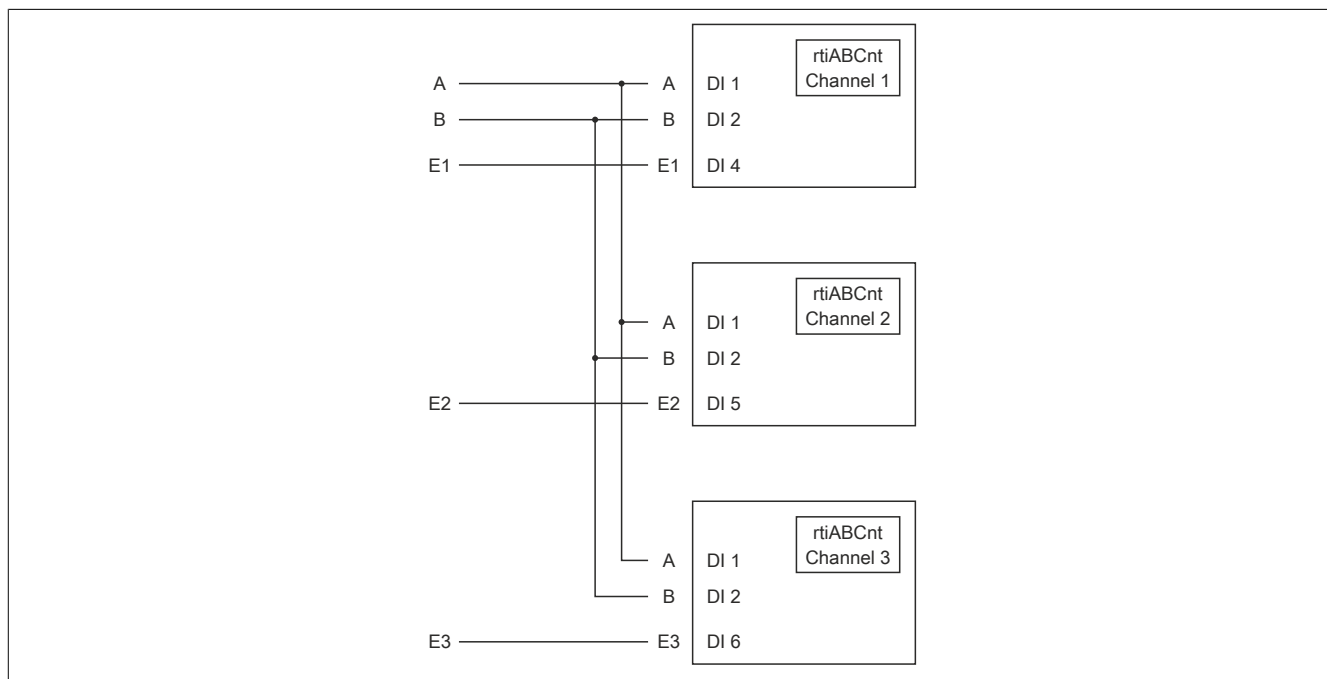 rtiABCnt
Channel 1
A A DI 1
B B DI 2
E1 E1 DI 4
rtiABCnt
Channel 2
A DI 1
B DI 2
E2 E2 DI 5
rtiABCnt
Channel 3
A DI 1
B DI 2
E3 E3 DI 6